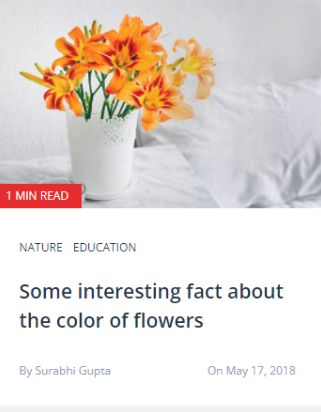 1 MIN READ
NATURE EDUCATION
Some interesting fact about
the color of flowers
By Surabhi Gupta On May 17, 2018